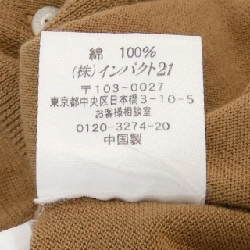 綿 100%
(株)インパクト21
〒103-0027
東京都中央区日本橋3-10-5
お客様相談室
0120-3274-20
中国製